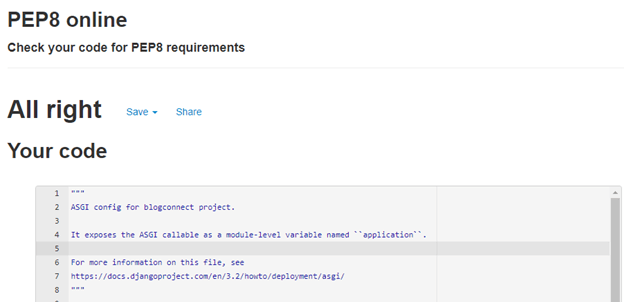 PEP8 online
Check your code for PEP8 requirements
All right Save Share
Your code
1 """
2 ASGI config for blogconnect project.
3
4 It exposes the ASGI callable as a module-level variable named ``application``.
5
6 For more information on this file, see
7 https://docs.djangoproject.com/en/3.2/howto/deployment/asgi/
8 """